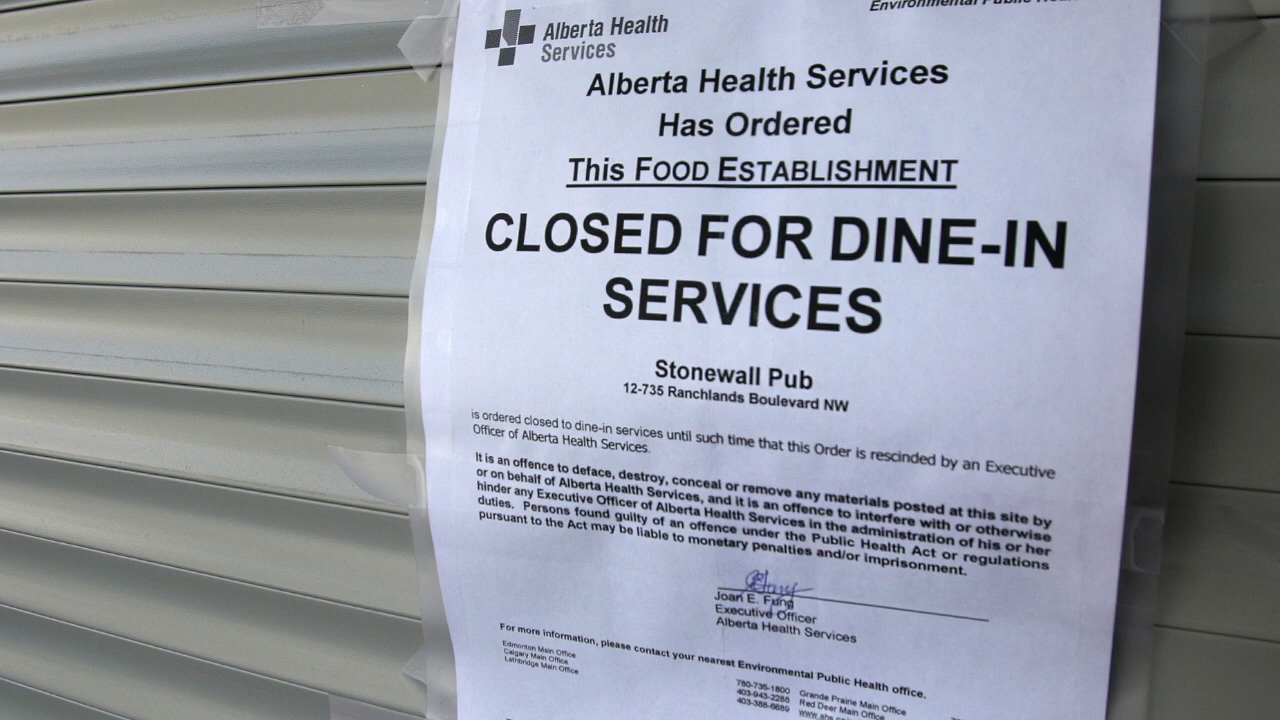 Alberta Health
Services
Environmental Public
Alberta Health Services
Has Ordered
This FOOD ESTABLISHMENT
CLOSED FOR DINE-IN
SERVICES
Stonewall Pub
12-735 Ranchlands Boulevard NW
is ordered closed to dine-in services until such time that this Order is rescinded by an Executive
Officer of Alberta Health Services.
It is an offence to deface, destroy, conceal or remove any materials posted at this site by
or on behalf of Alberta Health Services, and it is an offence to interfere with or otherwise
hinder any Executive Officer of Alberta Health Services in the administration of his or her
duties. Persons found guilty of an offence under the Public Health Act or regulations
pursuant to the Act may be liable to monetary penalties and/or imprisonment.
Joan E. Fung
Executive Officer
Alberta Health Services
For more information, please contact your nearest Environmental Public Health office.
Edmonton Main Office
Calgary Main Office
Lethbridge Main Office
780-735-1800
403-943-2288
403-388-6689
Grande Prairie Main Office
Red Deer Main Office